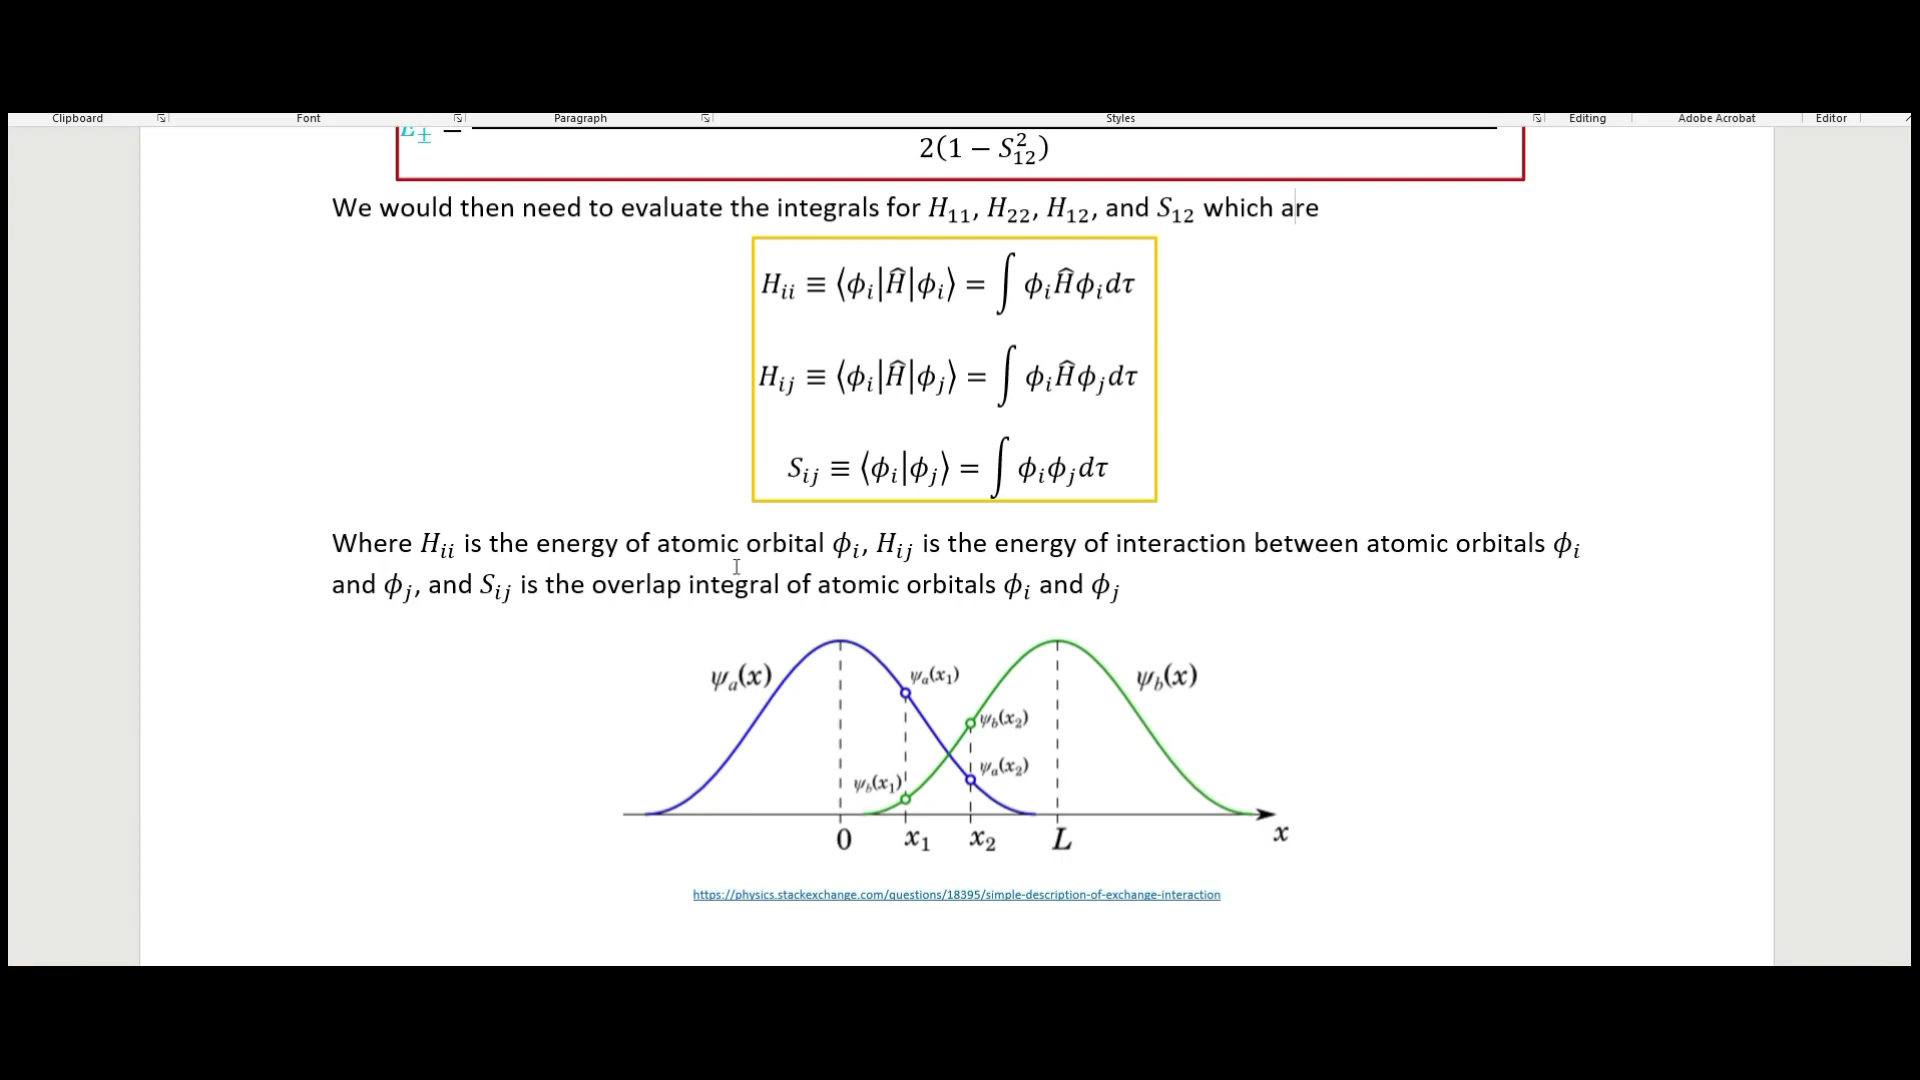 Clipboard Font Paragraph Styles Editing Adobe Acrobat Editor
E± =
2(1 − S₁₂²)
We would then need to evaluate the integrals for H₁₁, H₂₂, H₁₂, and S₁₂ which are
Hᵢᵢ ≡ ⟨ϕᵢ|Ĥ|ϕᵢ⟩ = ∫ ϕᵢĤϕᵢdτ
Hᵢⱼ ≡ ⟨ϕᵢ|Ĥ|ϕⱼ⟩ = ∫ ϕᵢĤϕⱼdτ
Sᵢⱼ ≡ ⟨ϕᵢ|ϕⱼ⟩ = ∫ ϕᵢϕⱼdτ
Where Hᵢᵢ is the energy of atomic orbital ϕᵢ, Hᵢⱼ is the energy of interaction between atomic orbitals ϕᵢ
and ϕⱼ, and Sᵢⱼ is the overlap integral of atomic orbitals ϕᵢ and ϕⱼ
ψ_a(x) ψ_a(x₁) ψ_b(x)
ψ_b(x₂)
ψ_a(x₂)
ψ_b(x₁)
0 x₁ x₂ L x
https://physics.stackexchange.com/questions/18395/simple-description-of-exchange-interaction